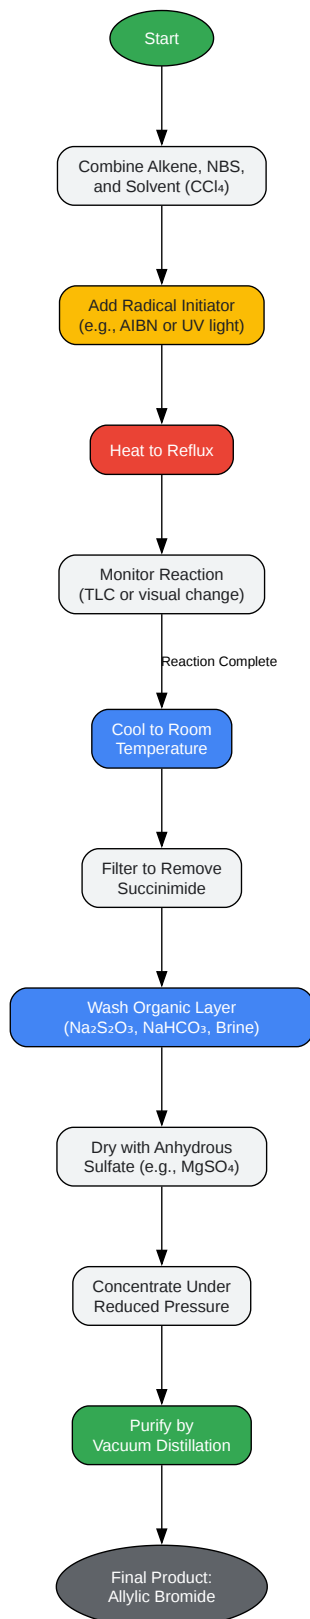 Start
Combine Alkene, NBS,
and Solvent (CCl₄)
Add Radical Initiator
(e.g., AIBN or UV light)
Heat to Reflux
Monitor Reaction
(TLC or visual change)
Reaction Complete
Cool to Room
Temperature
Filter to Remove
Succinimide
Wash Organic Layer
(Na₂S₂O₃, NaHCO₃, Brine)
Dry with Anhydrous
Sulfate (e.g., MgSO₄)
Concentrate Under
Reduced Pressure
Purify by
Vacuum Distillation
Final Product:
Allylic Bromide